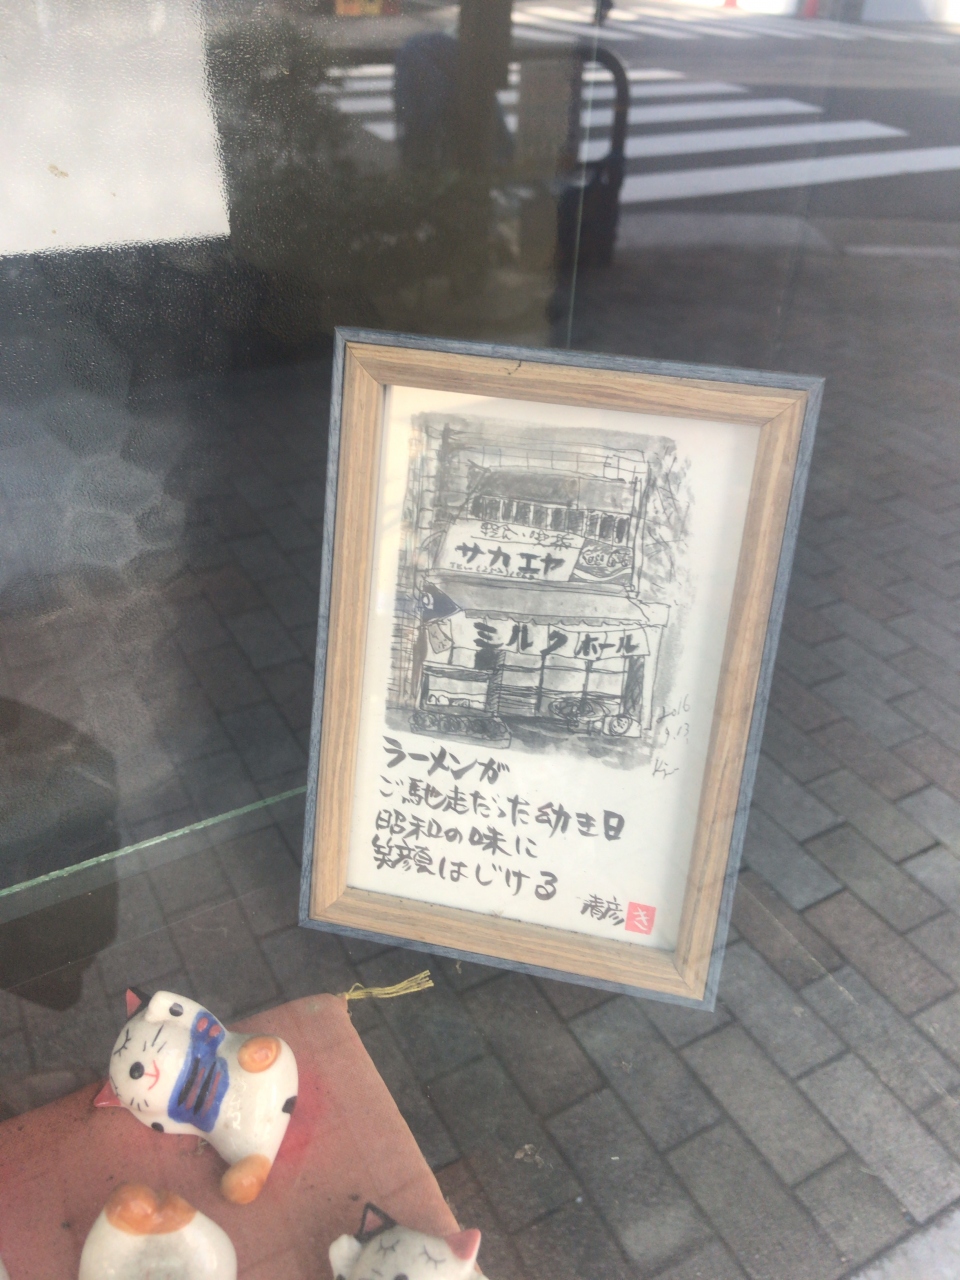 軽食・喫茶
サカエヤ
ミルクホール
2016
9.13.
ラーメンが
ご馳走だった幼き日
昭和の味に
笑顔はじける
清彦
き